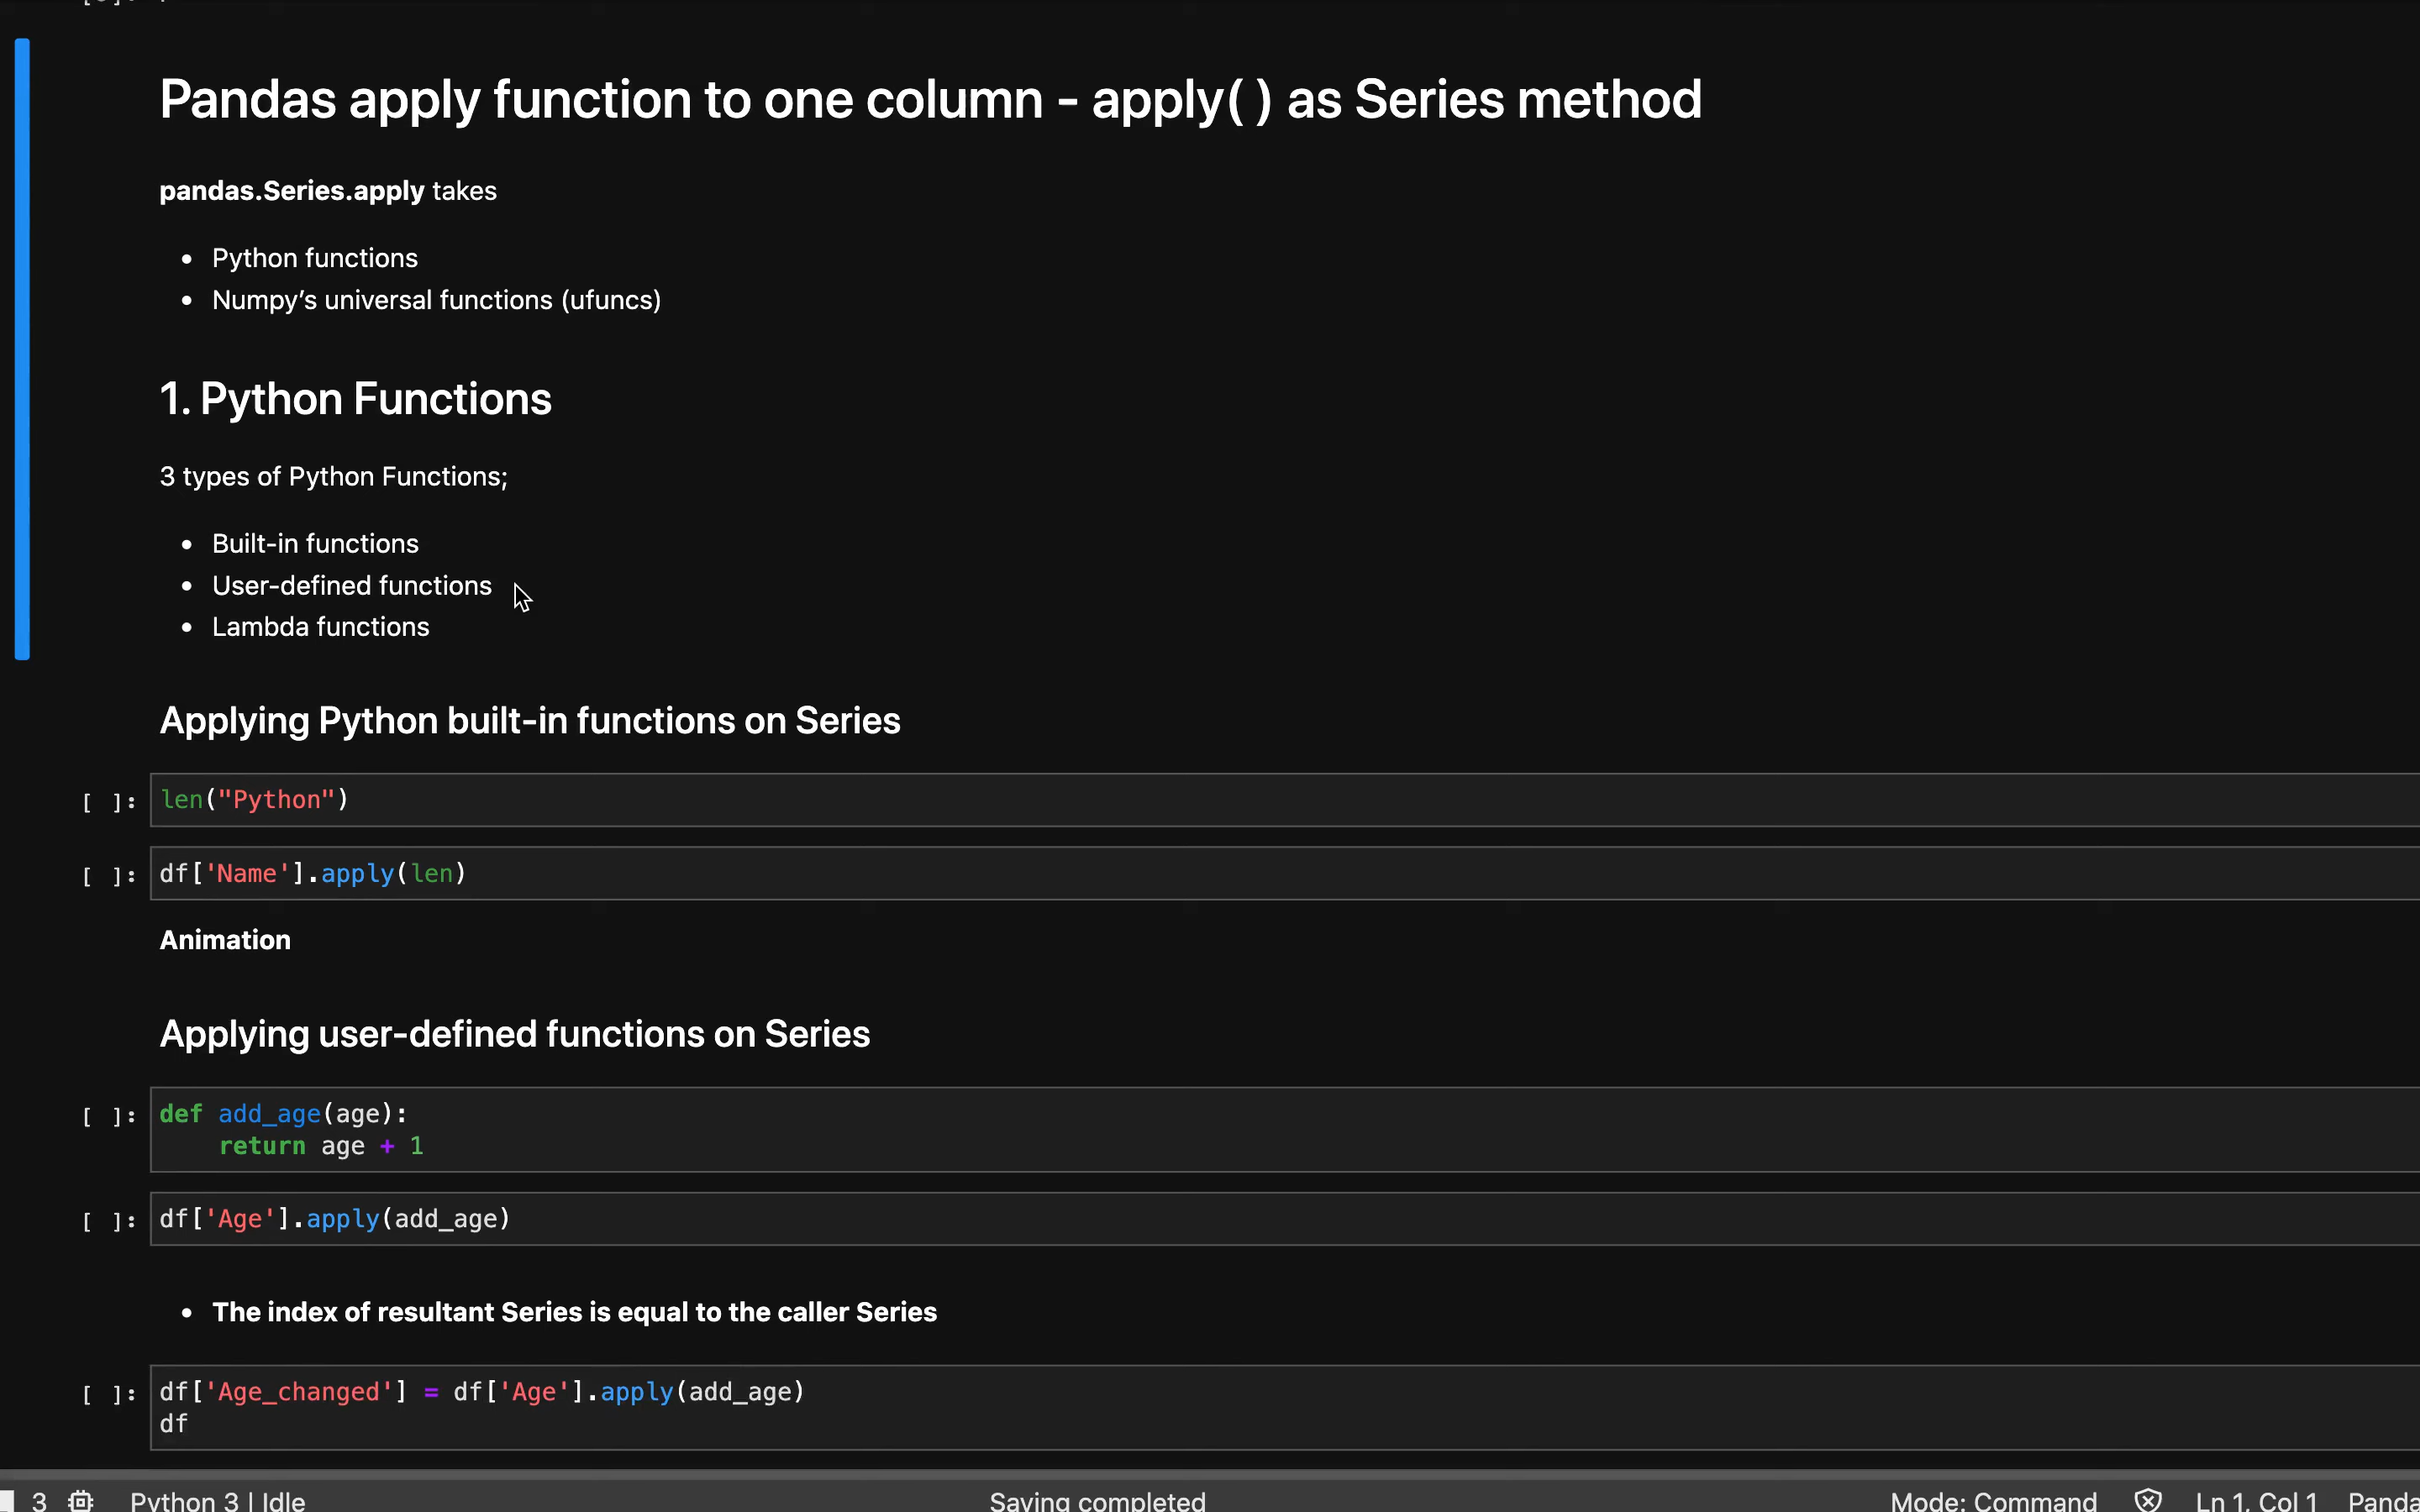 Pandas apply function to one column - apply( ) as Series method
pandas.Series.apply takes
• Python functions
• Numpy’s universal functions (ufuncs)
1. Python Functions
3 types of Python Functions;
• Built-in functions
• User-defined functions
• Lambda functions
Applying Python built-in functions on Series
[ ]: len("Python")
[ ]: df['Name'].apply(len)
Animation
Applying user-defined functions on Series
[ ]: def add_age(age):
return age + 1
[ ]: df['Age'].apply(add_age)
• The index of resultant Series is equal to the caller Series
[ ]: df['Age_changed'] = df['Age'].apply(add_age)
df
3 Python 3 | Idle Saving completed Mode: Command Ln 1, Col 1 Panda